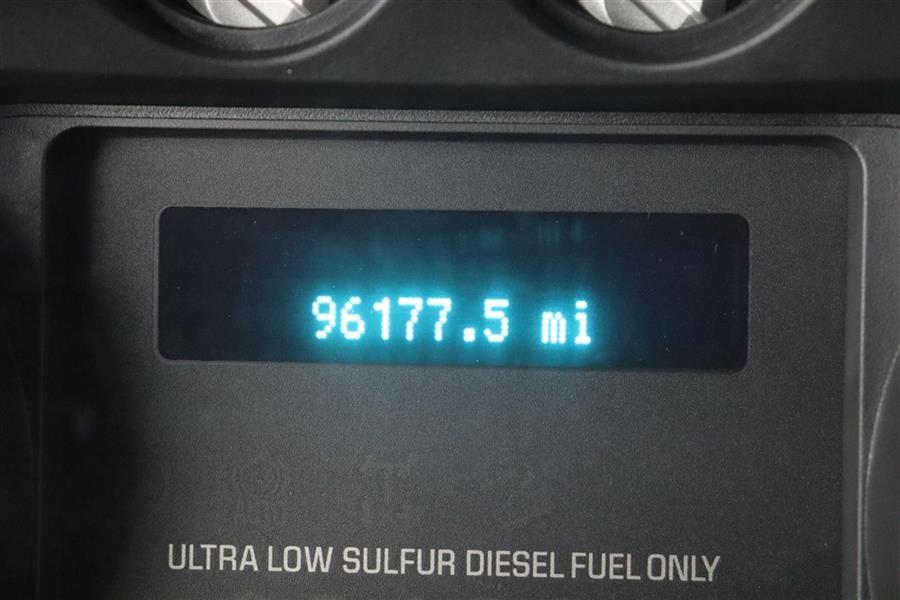 96177.5 mi
ULTRA LOW SULFUR DIESEL FUEL ONLY